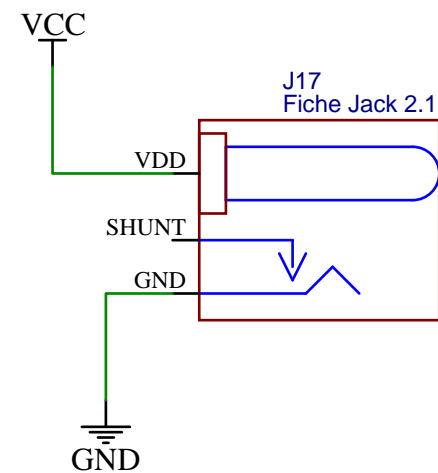 VCC
J17
Fiche Jack 2.1
VDD
SHUNT
GND
GND